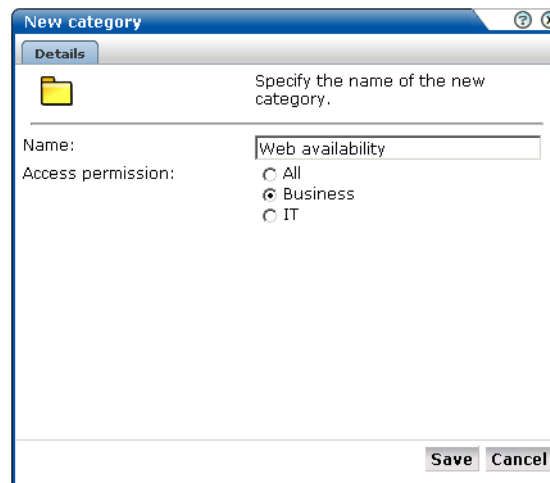 New category
Details
Specify the name of the new
category.
Name:
Web availability
Access permission:
All
Business
IT
Save Cancel